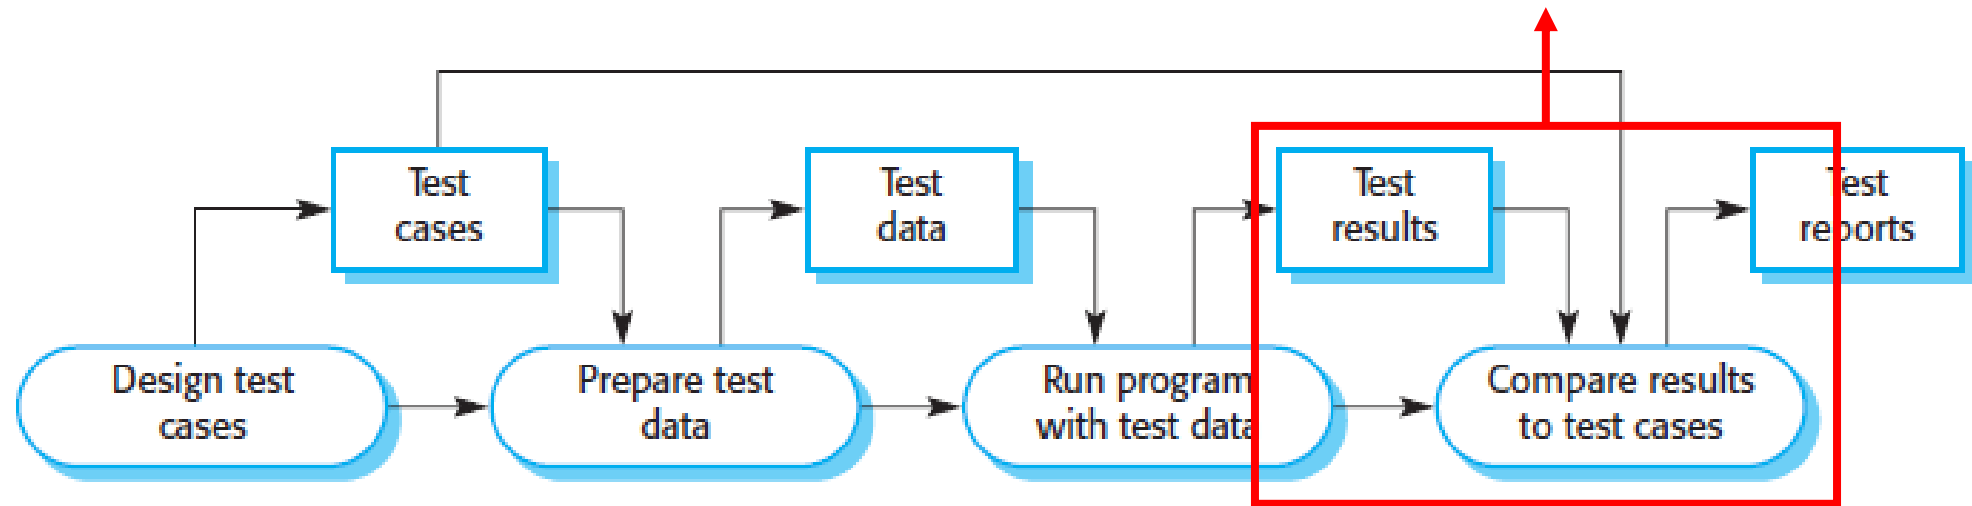 Test
cases
Test
data
Test
results
Test
reports
Design test
cases
Prepare test
data
Run program
with test data
Compare results
to test cases